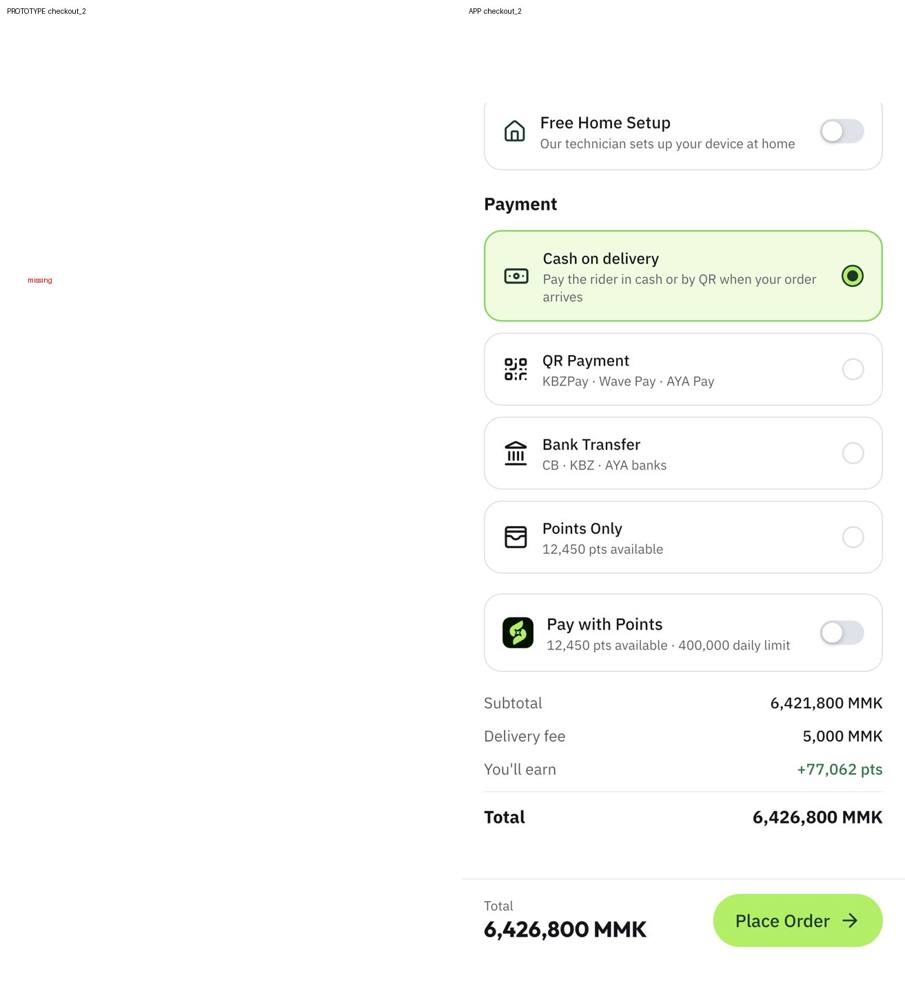 PROTOTYPE checkout_2
APP checkout_2
missing
Free Home Setup
Our technician sets up your device at home
Payment
Cash on delivery
Pay the rider in cash or by QR when your order
arrives
QR Payment
KBZPay · Wave Pay · AYA Pay
Bank Transfer
CB · KBZ · AYA banks
Points Only
12,450 pts available
Pay with Points
12,450 pts available · 400,000 daily limit
Subtotal 6,421,800 MMK
Delivery fee 5,000 MMK
You'll earn +77,062 pts
Total 6,426,800 MMK
Total
6,426,800 MMK
Place Order